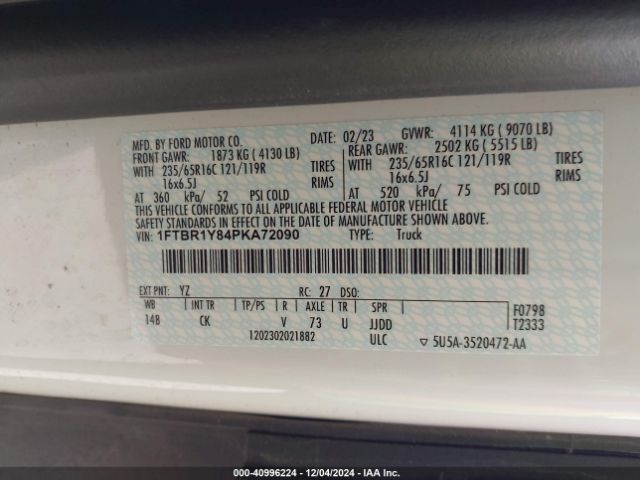 MFD. BY FORD MOTOR CO. DATE: 02/23 GVWR: 4114 KG ( 9070 LB)
FRONT GAWR: 1873 KG ( 4130 LB) REAR GAWR: 2502 KG ( 5515 LB)
WITH 235/65R16C 121/119R TIRES WITH 235/65R16C 121/119R TIRES
16x6.5J RIMS 16x6.5J RIMS
AT 360 kPa/ 52 PSI COLD AT 520 kPa/ 75 PSI COLD
THIS VEHICLE CONFORMS TO ALL APPLICABLE FEDERAL MOTOR VEHICLE
SAFETY STANDARDS IN EFFECT ON THE DATE OF MANUFACTURE SHOWN ABOVE.
VIN: 1FTBR1Y84PKA72090 TYPE: Truck
EXT PNT: YZ RC: 27 DSO:
WB INT TR TP/PS R AXLE TR SPR F0798
148 CK V 73 U JJDD T2333
1202302021882 ULC ▽ 5U5A-3520472-AA
000-40996224 - 12/04/2024 - IAA Inc.